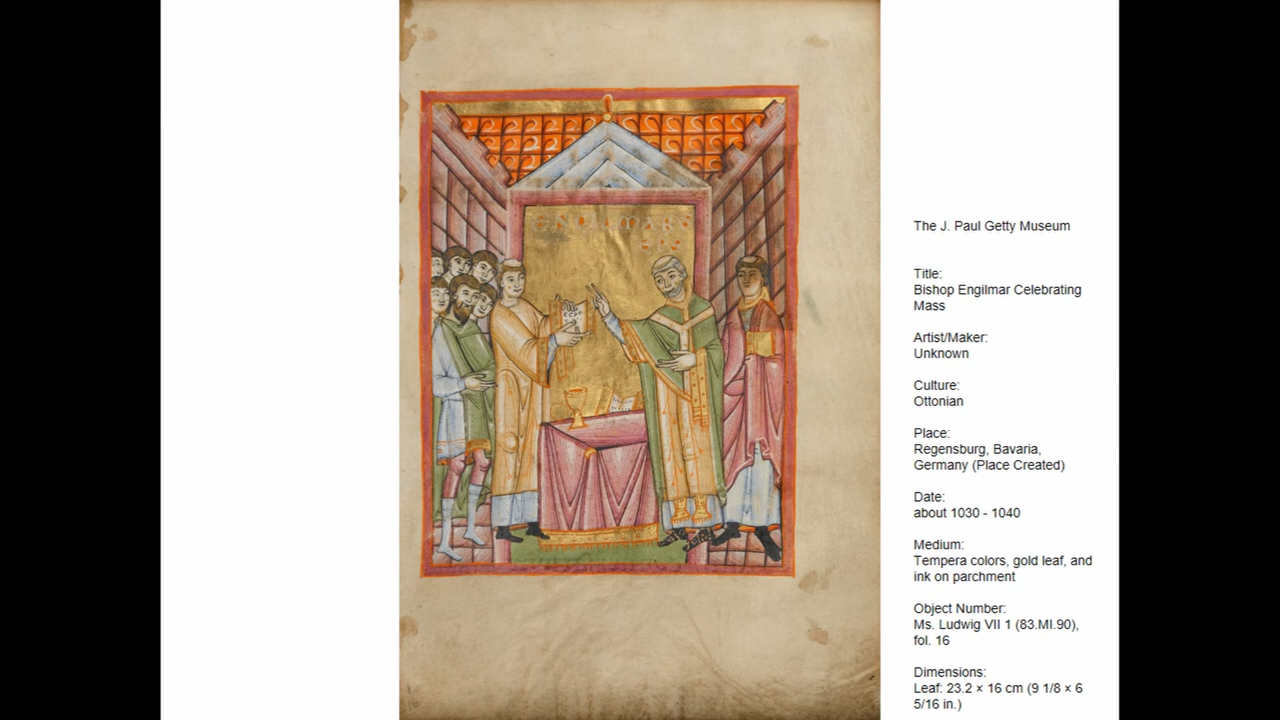 ENGILMAR
EPS
The J. Paul Getty Museum
Title:
Bishop Engilmar Celebrating
Mass
Artist/Maker:
Unknown
Culture:
Ottonian
Place:
Regensburg, Bavaria,
Germany (Place Created)
Date:
about 1030 - 1040
Medium:
Tempera colors, gold leaf, and
ink on parchment
Object Number:
Ms. Ludwig VII 1 (83.MI.90),
fol. 16
Dimensions:
Leaf: 23.2 × 16 cm (9 1/8 × 6
5/16 in.)